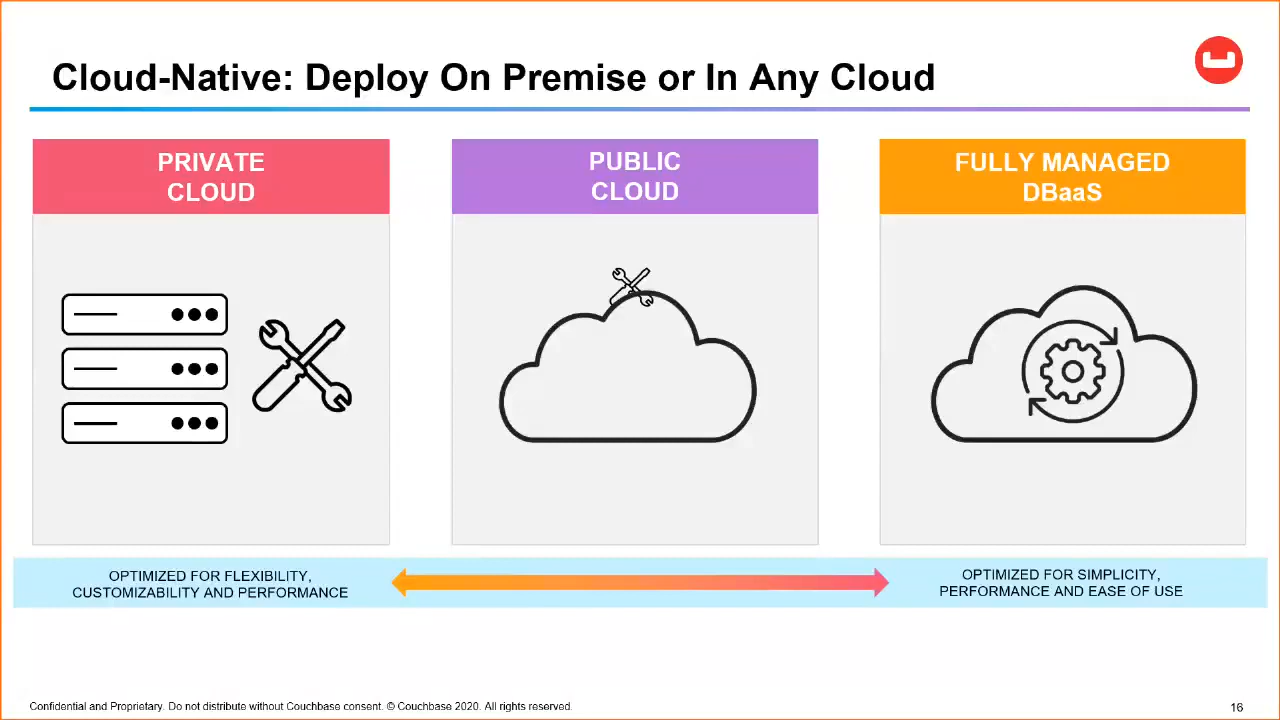 Cloud-Native: Deploy On Premise or In Any Cloud
PRIVATE
CLOUD
PUBLIC
CLOUD
FULLY MANAGED
DBaaS
OPTIMIZED FOR FLEXIBILITY,
CUSTOMIZABILITY AND PERFORMANCE
OPTIMIZED FOR SIMPLICITY,
PERFORMANCE AND EASE OF USE
Confidential and Proprietary. Do not distribute without Couchbase consent. © Couchbase 2020. All rights reserved.
16